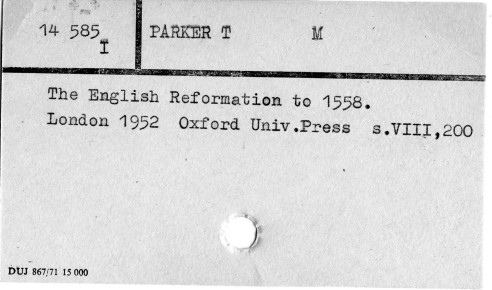 14 585 PARKER T M
I
The English Reformation to 1558.
London 1952 Oxford Univ.Press s.VIII,200
DUJ 867/71 15 000